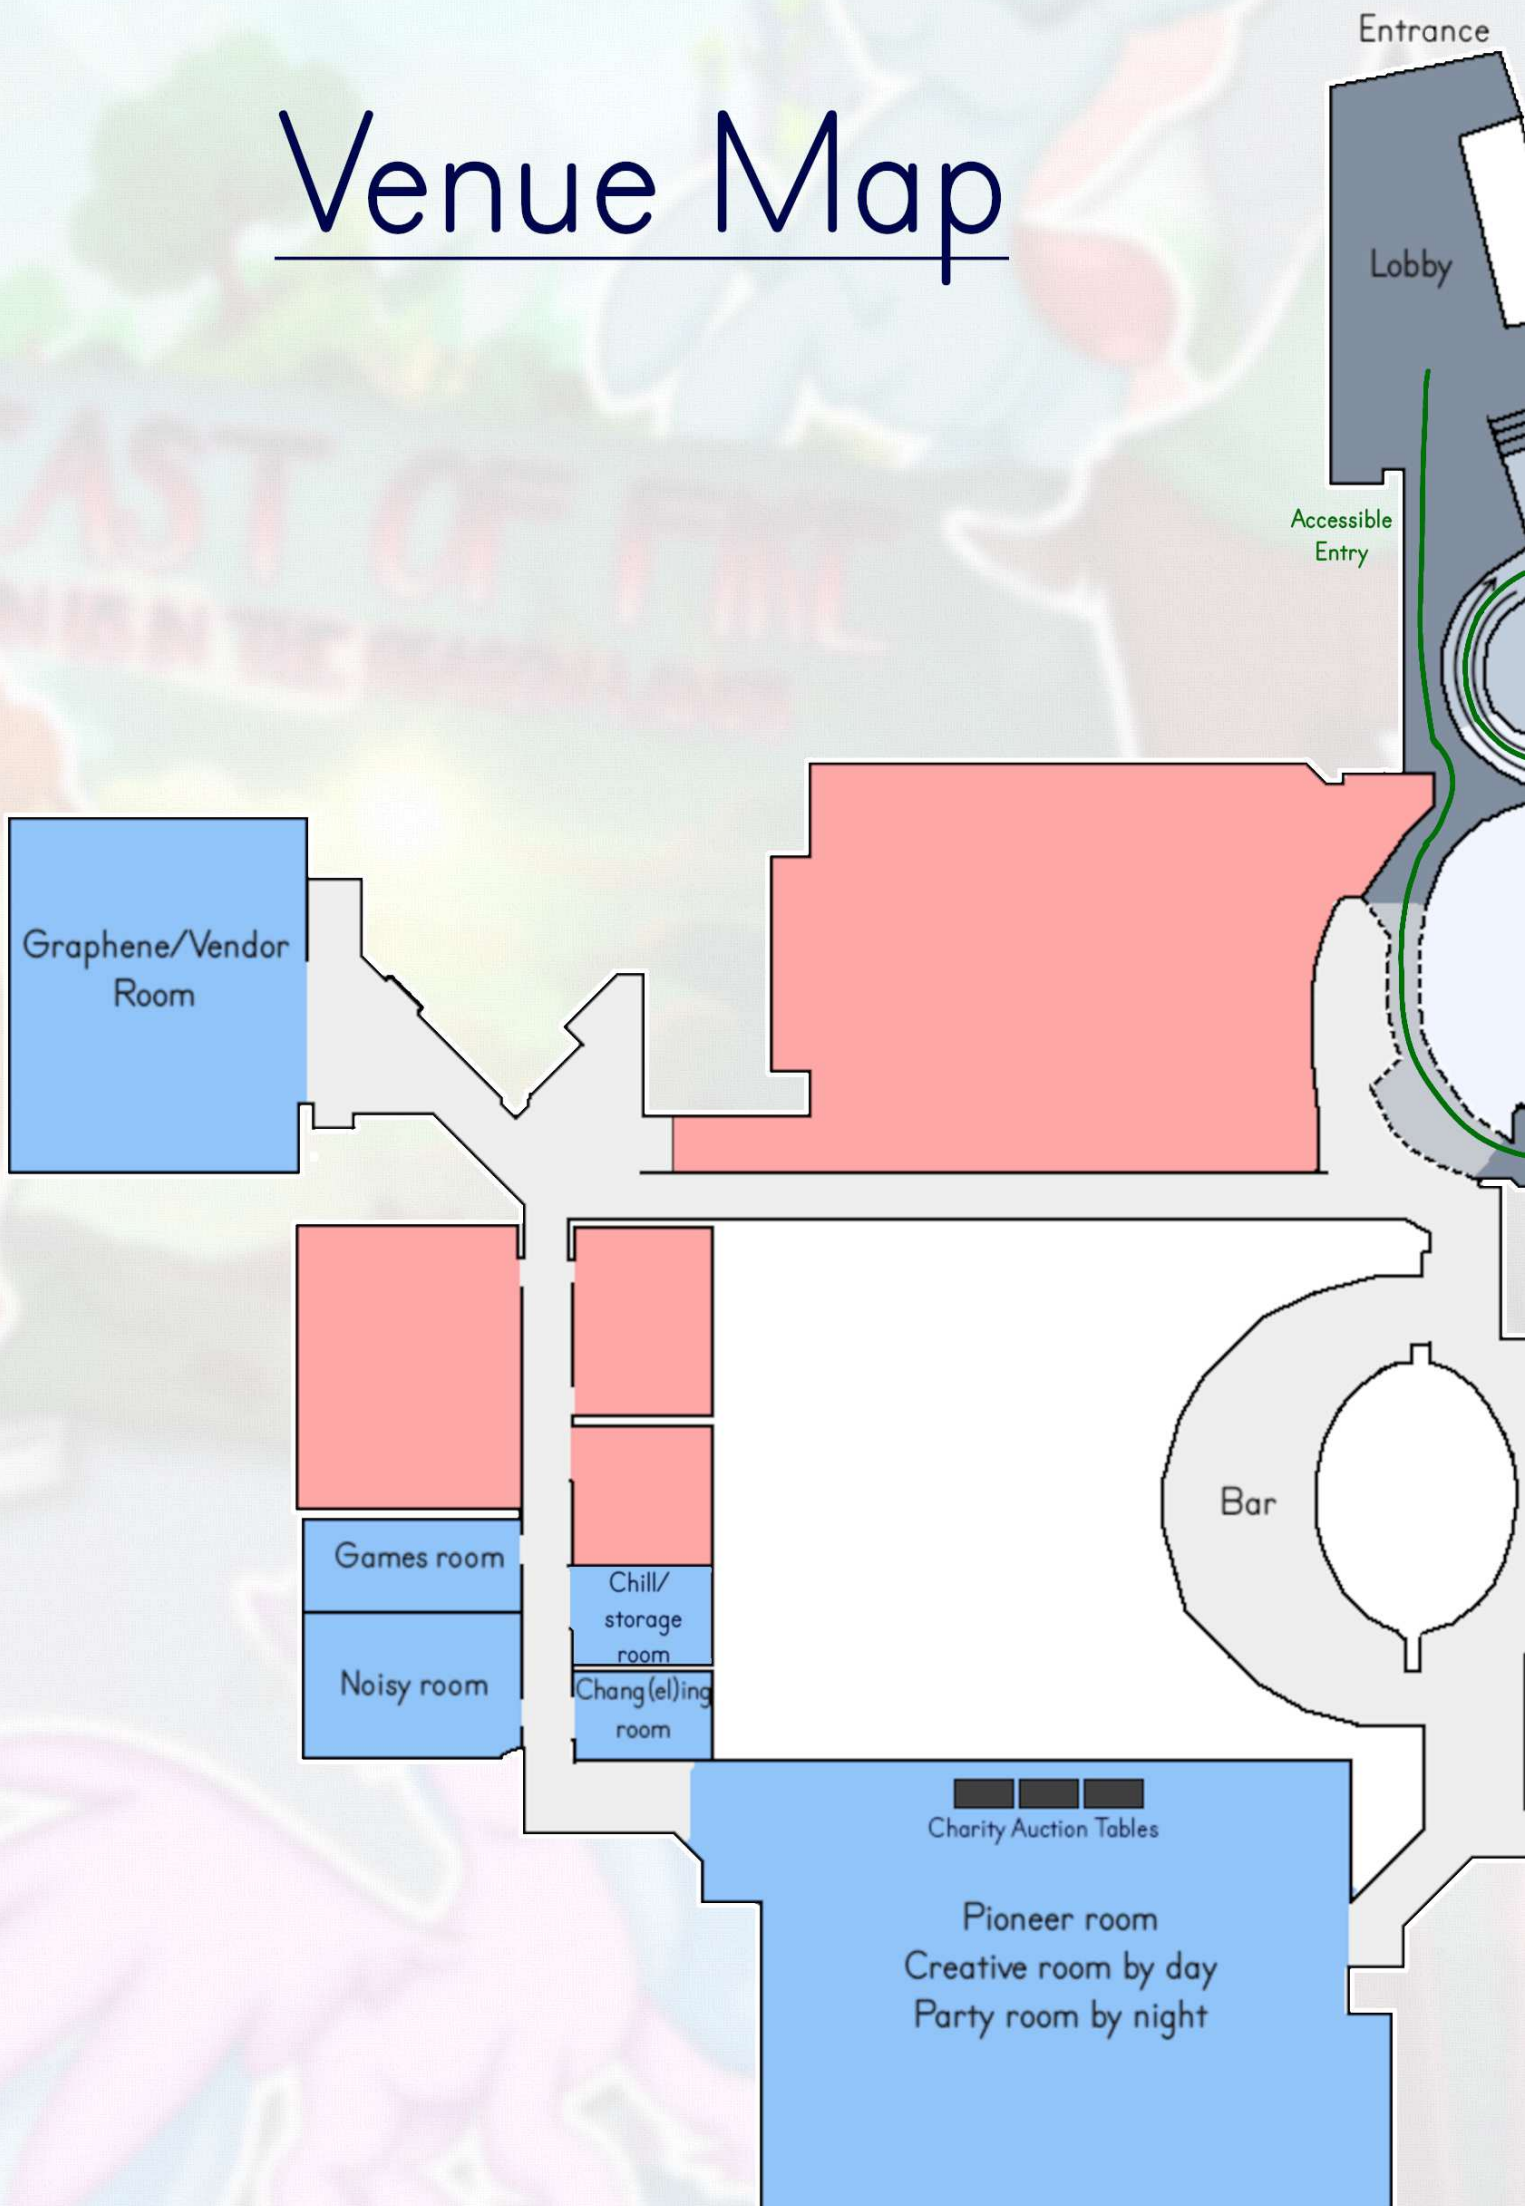 Entrance
Venue Map
Lobby
Accessible
Entry
Graphene/Vendor
Room
Games room
Noisy room
Chill/
storage
room
Chang(el)ing
room
Bar
Charity Auction Tables
Pioneer room
Creative room by day
Party room by night